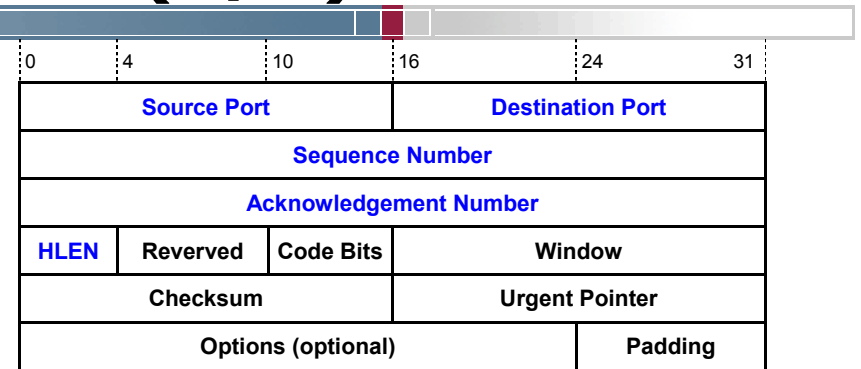 0 4 10 16 24 31
Source Port Destination Port
Sequence Number
Acknowledgement Number
HLEN Reverved Code Bits Window
Checksum Urgent Pointer
Options (optional) Padding